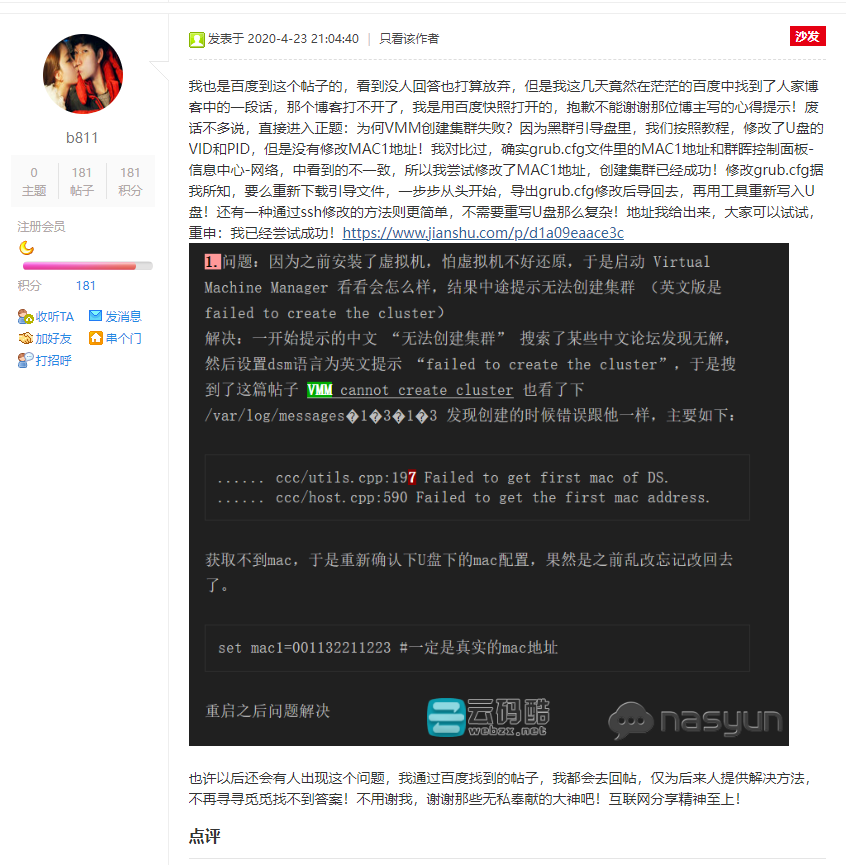 发表于 2020-4-23 21:04:40 | 只看该作者
沙发
b811
0 181 181
主题 帖子 积分
注册会员
积分 181
收听TA 发消息
加好友 串个门
打招呼
我也是百度到这个帖子的，看到没人回答也打算放弃，但是我这几天竟然在茫茫的百度中找到了人家博
客中的一段话，那个博客打不开了，我是用百度快照打开的，抱歉不能谢谢那位博主写的心得提示！废
话不多说，直接进入正题：为何VMM创建集群失败？因为黑群引导盘里，我们按照教程，修改了U盘的
VID和PID，但是没有修改MAC1地址！我对比过，确实grub.cfg文件里的MAC1地址和群晖控制面板-
信息中心-网络，中看到的不一致，所以我尝试修改了MAC1地址，创建集群已经成功！修改grub.cfg据
我所知，要么重新下载引导文件，一步步从头开始，导出grub.cfg修改后导回去，再用工具重新写入U
盘！还有一种通过ssh修改的方法则更简单，不需要重写U盘那么复杂！地址我给出来，大家可以试试，
重申：我已经尝试成功！https://www.jianshu.com/p/d1a09eaace3c
1.问题：因为之前安装了虚拟机，怕虚拟机不好还原，于是启动 Virtual
Machine Manager 看看会怎么样，结果中途提示无法创建集群 （英文版是
failed to create the cluster）
解决：一开始提示的中文 “无法创建集群” 搜索了某些中文论坛发现无解，
然后设置dsm语言为英文提示 “failed to create the cluster”，于是搜
到了这篇帖子 VMM cannot create cluster 也看了下
/var/log/messages�1�3�1�3 发现创建的时候错误跟他一样，主要如下：
...... ccc/utils.cpp:197 Failed to get first mac of DS.
...... ccc/host.cpp:590 Failed to get the first mac address.
获取不到mac，于是重新确认下U盘下的mac配置，果然是之前乱改忘记改回去
了。
set mac1=001132211223 #一定是真实的mac地址
重启之后问题解决
云码酷
webzx.net
nasyun
也许以后还会有人出现这个问题，我通过百度找到的帖子，我都会去回帖，仅为后来人提供解决方法，
不再寻寻觅觅找不到答案！不用谢我，谢谢那些无私奉献的大神吧！互联网分享精神至上！
点评